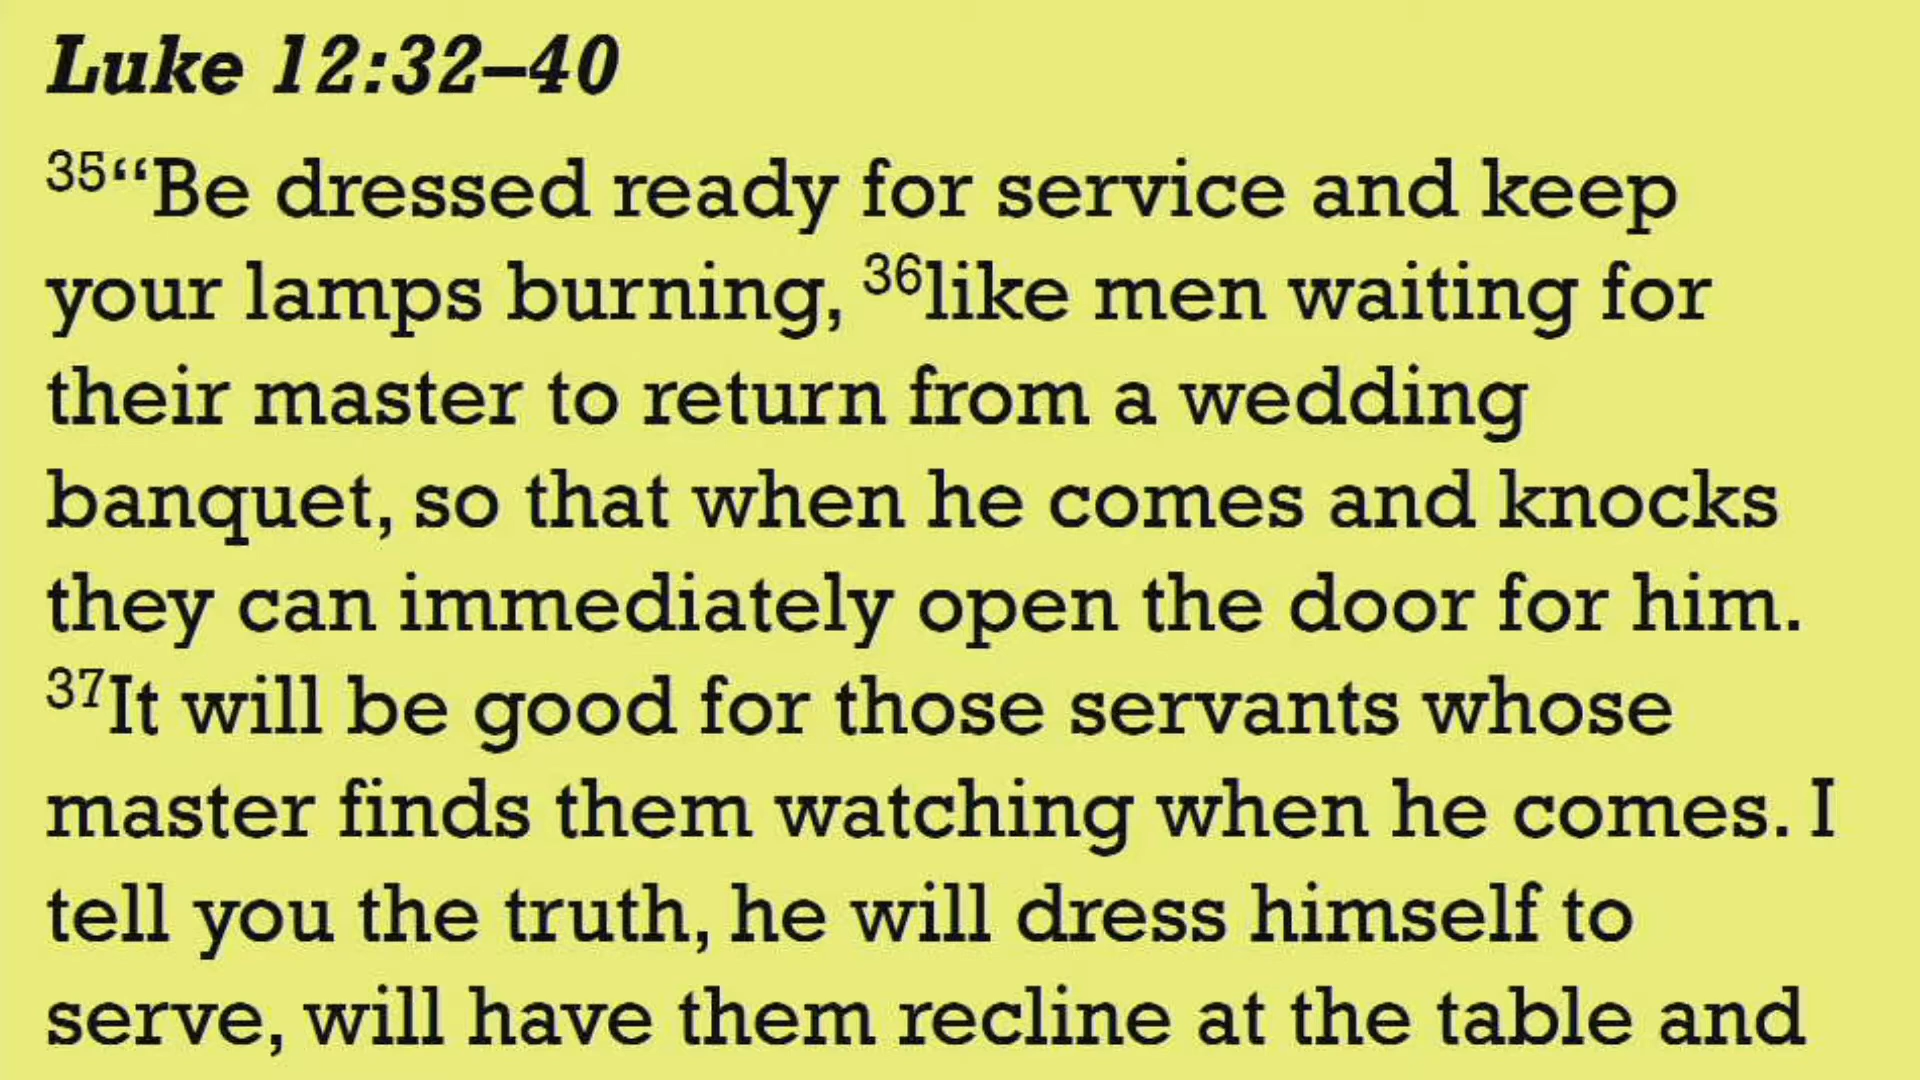 Luke 12:32–40
35“Be dressed ready for service and keep
your lamps burning, 36like men waiting for
their master to return from a wedding
banquet, so that when he comes and knocks
they can immediately open the door for him.
37It will be good for those servants whose
master finds them watching when he comes. I
tell you the truth, he will dress himself to
serve, will have them recline at the table and